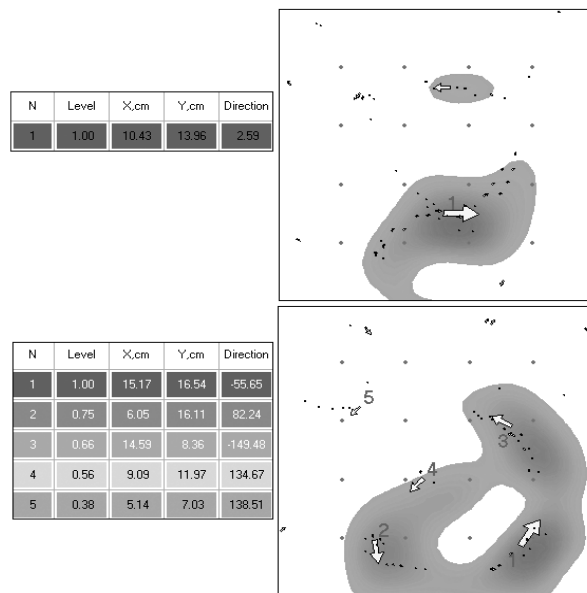 N Level X,cm Y,cm Direction
1 1.00 10.43 13.96 2.59
1
N Level X,cm Y,cm Direction
1 1.00 15.17 16.54 -55.65
2 0.75 6.05 16.11 82.24
3 0.66 14.59 8.36 -149.48
4 0.56 9.09 11.97 134.67
5 0.38 5.14 7.03 138.51
5
3
4
2
1